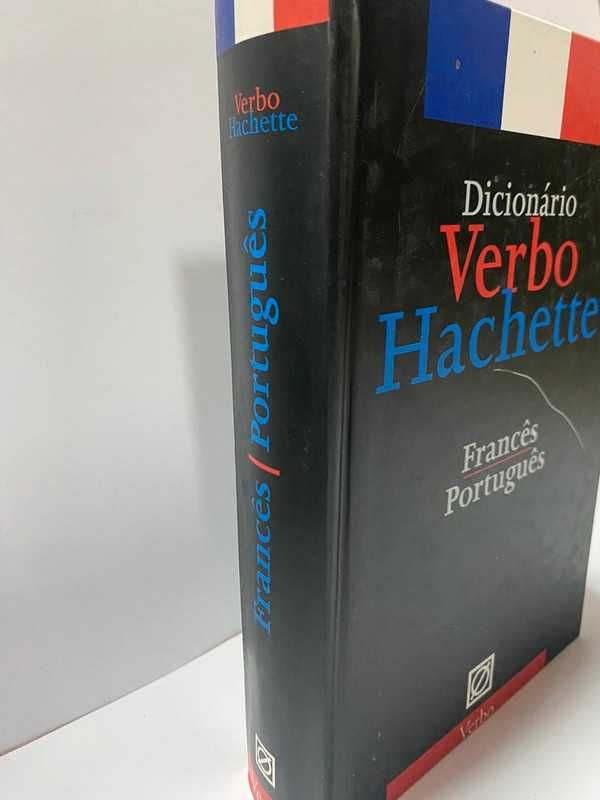 Verbo
Hachette
Francês / Português
Dicionário
Verbo
Hachette
Francês
Português
Verbo